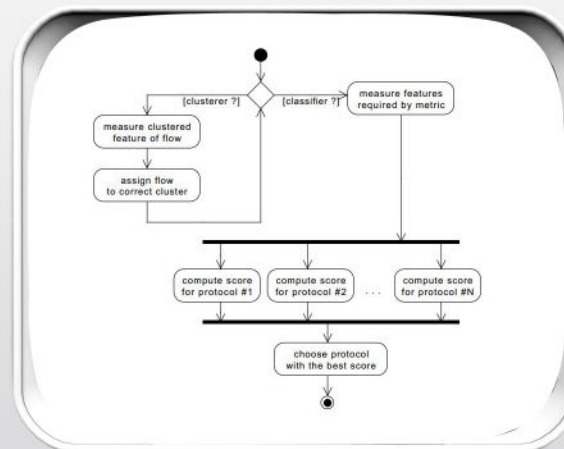 [clusterer ?]
[classifier ?]
measure features
required by metric
measure clustered
feature of flow
assign flow
to correct cluster
compute score
for protocol #1
compute score
for protocol #2
. . .
compute score
for protocol #N
choose protocol
with the best score